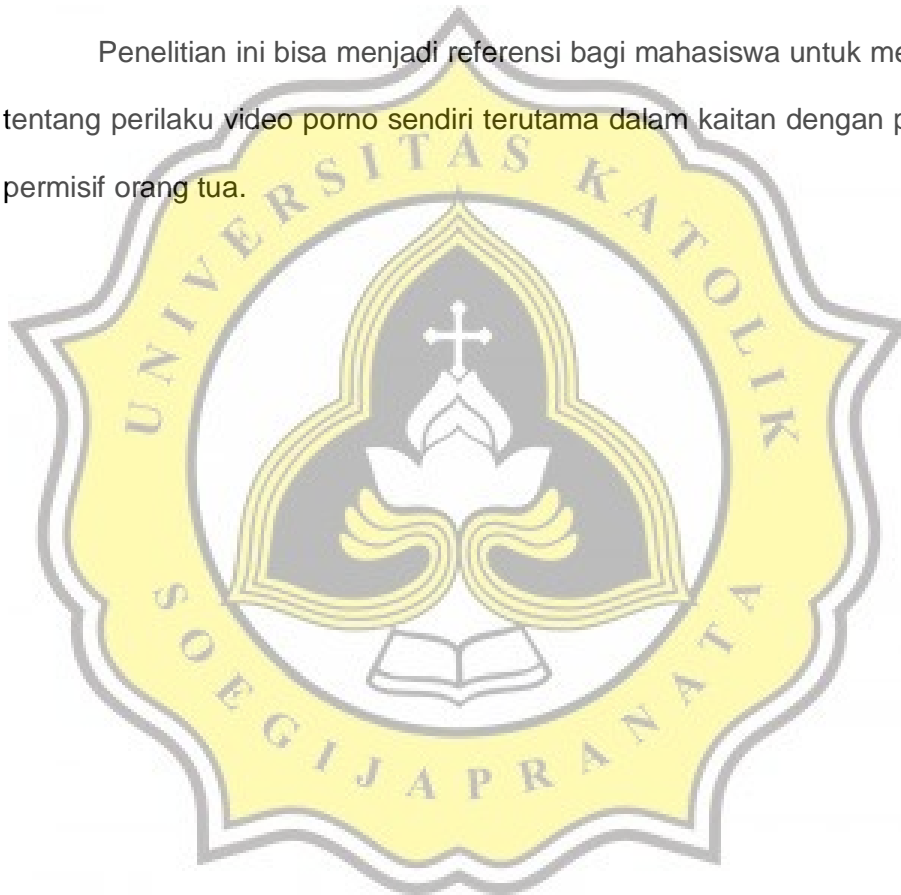 Penelitian ini bisa menjadi referensi bagi mahasiswa untuk me
tentang perilaku video porno sendiri terutama dalam kaitan dengan p
permisif orang tua.
UNIVERSITAS KATOLIK
SOEGIJAPRANATA